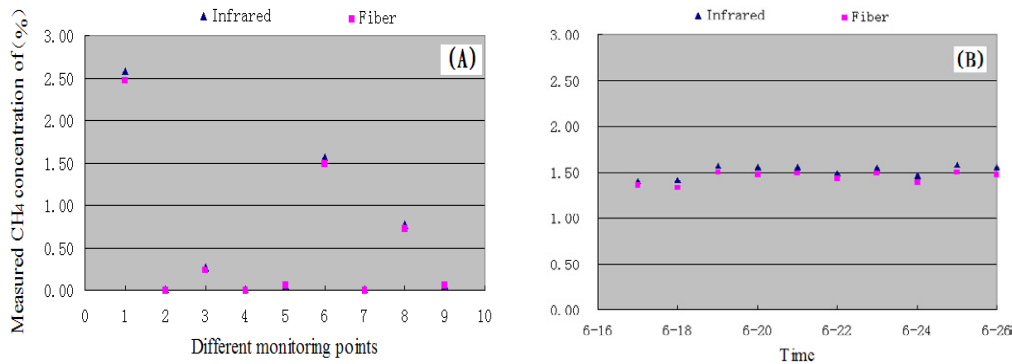 Infrared Fiber
Measured CH4 concentration of (%)
3.00
2.50
2.00
1.50
1.00
0.50
0.00
(A)
0 1 2 3 4 5 6 7 8 9 10
Different monitoring points
Infrared Fiber
3.00
2.50
2.00
1.50
1.00
0.50
0.00
(B)
6-16 6-18 6-20 6-22 6-24 6-26
Time